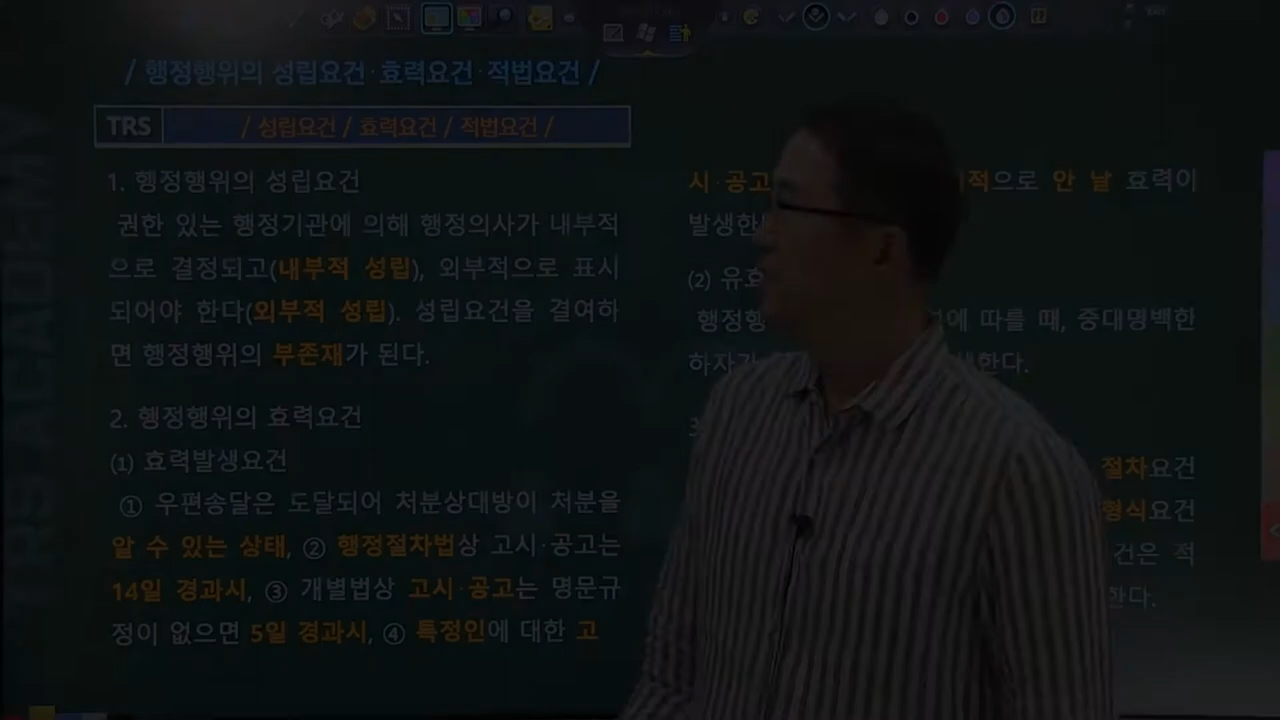 / 행정행위의 성립요건·효력요건·적법요건 /
TRS
/ 성립요건 / 효력요건 / 적법요건 /
1. 행정행위의 성립요건
권한 있는 행정기관에 의해 행정의사가 내부적
으로 결정되고(내부적 성립), 외부적으로 표시
되어야 한다(외부적 성립). 성립요건을 결여하
면 행정행위의 부존재가 된다.
2. 행정행위의 효력요건
(1) 효력발생요건
① 우편송달은 도달되어 처분상대방이 처분을
알 수 있는 상태, ② 행정절차법상 고시·공고는
14일 경과시, ③ 개별법상 고시·공고는 명문규
정이 없으면 5일 경과시, ④ 특정인에 대한 고
시·공고 적으로 안 날 효력이
발생한
(2) 유효
행정행 에 따를 때, 중대명백한
하자가 한다.
3
절차요건
형식요건
건은 적
한다.